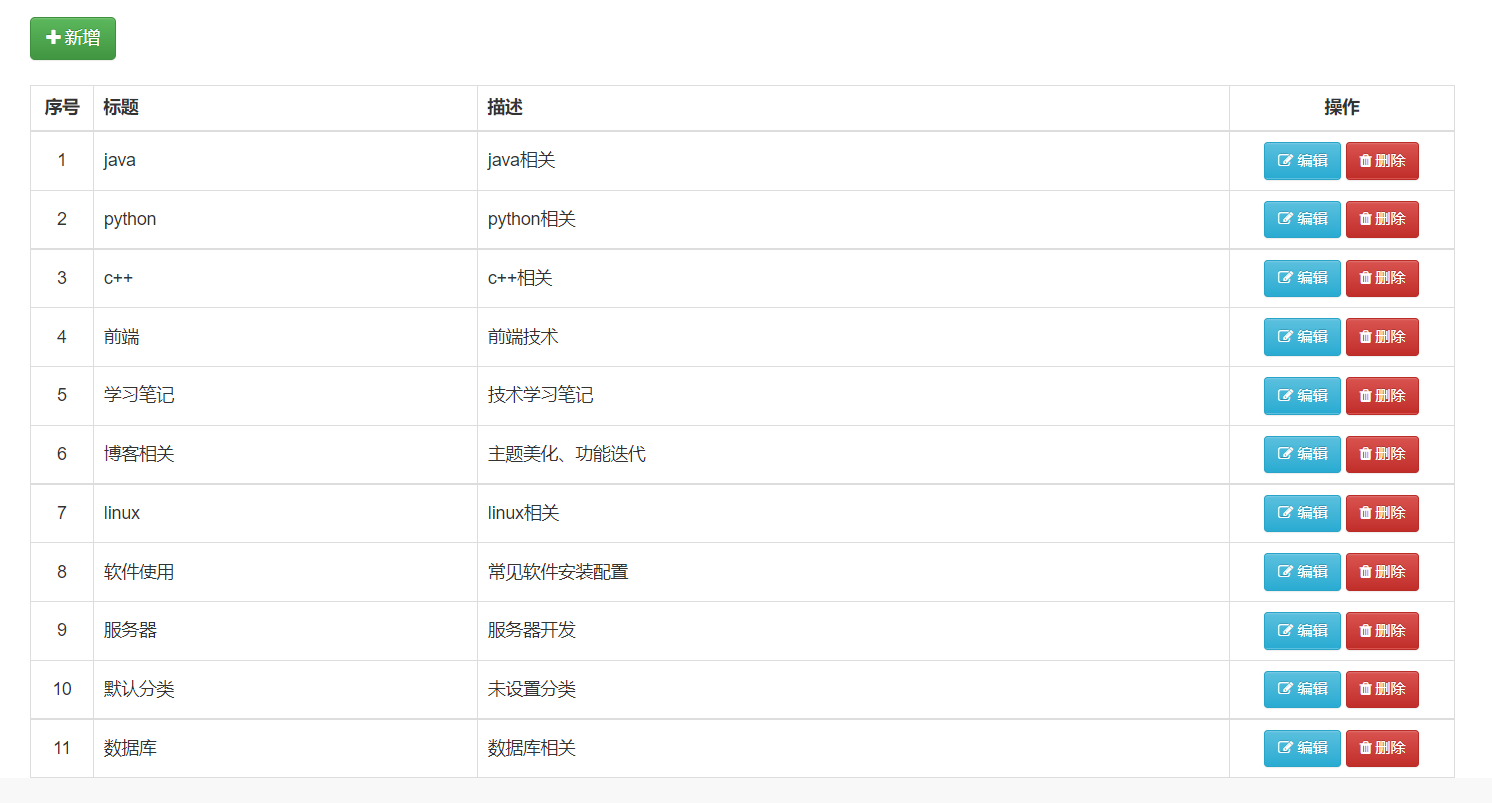 新增
序号 标题 描述 操作
1 java java相关 编辑 删除
2 python python相关 编辑 删除
3 c++ c++相关 编辑 删除
4 前端 前端技术 编辑 删除
5 学习笔记 技术学习笔记 编辑 删除
6 博客相关 主题美化、功能迭代 编辑 删除
7 linux linux相关 编辑 删除
8 软件使用 常见软件安装配置 编辑 删除
9 服务器 服务器开发 编辑 删除
10 默认分类 未设置分类 编辑 删除
11 数据库 数据库相关 编辑 删除